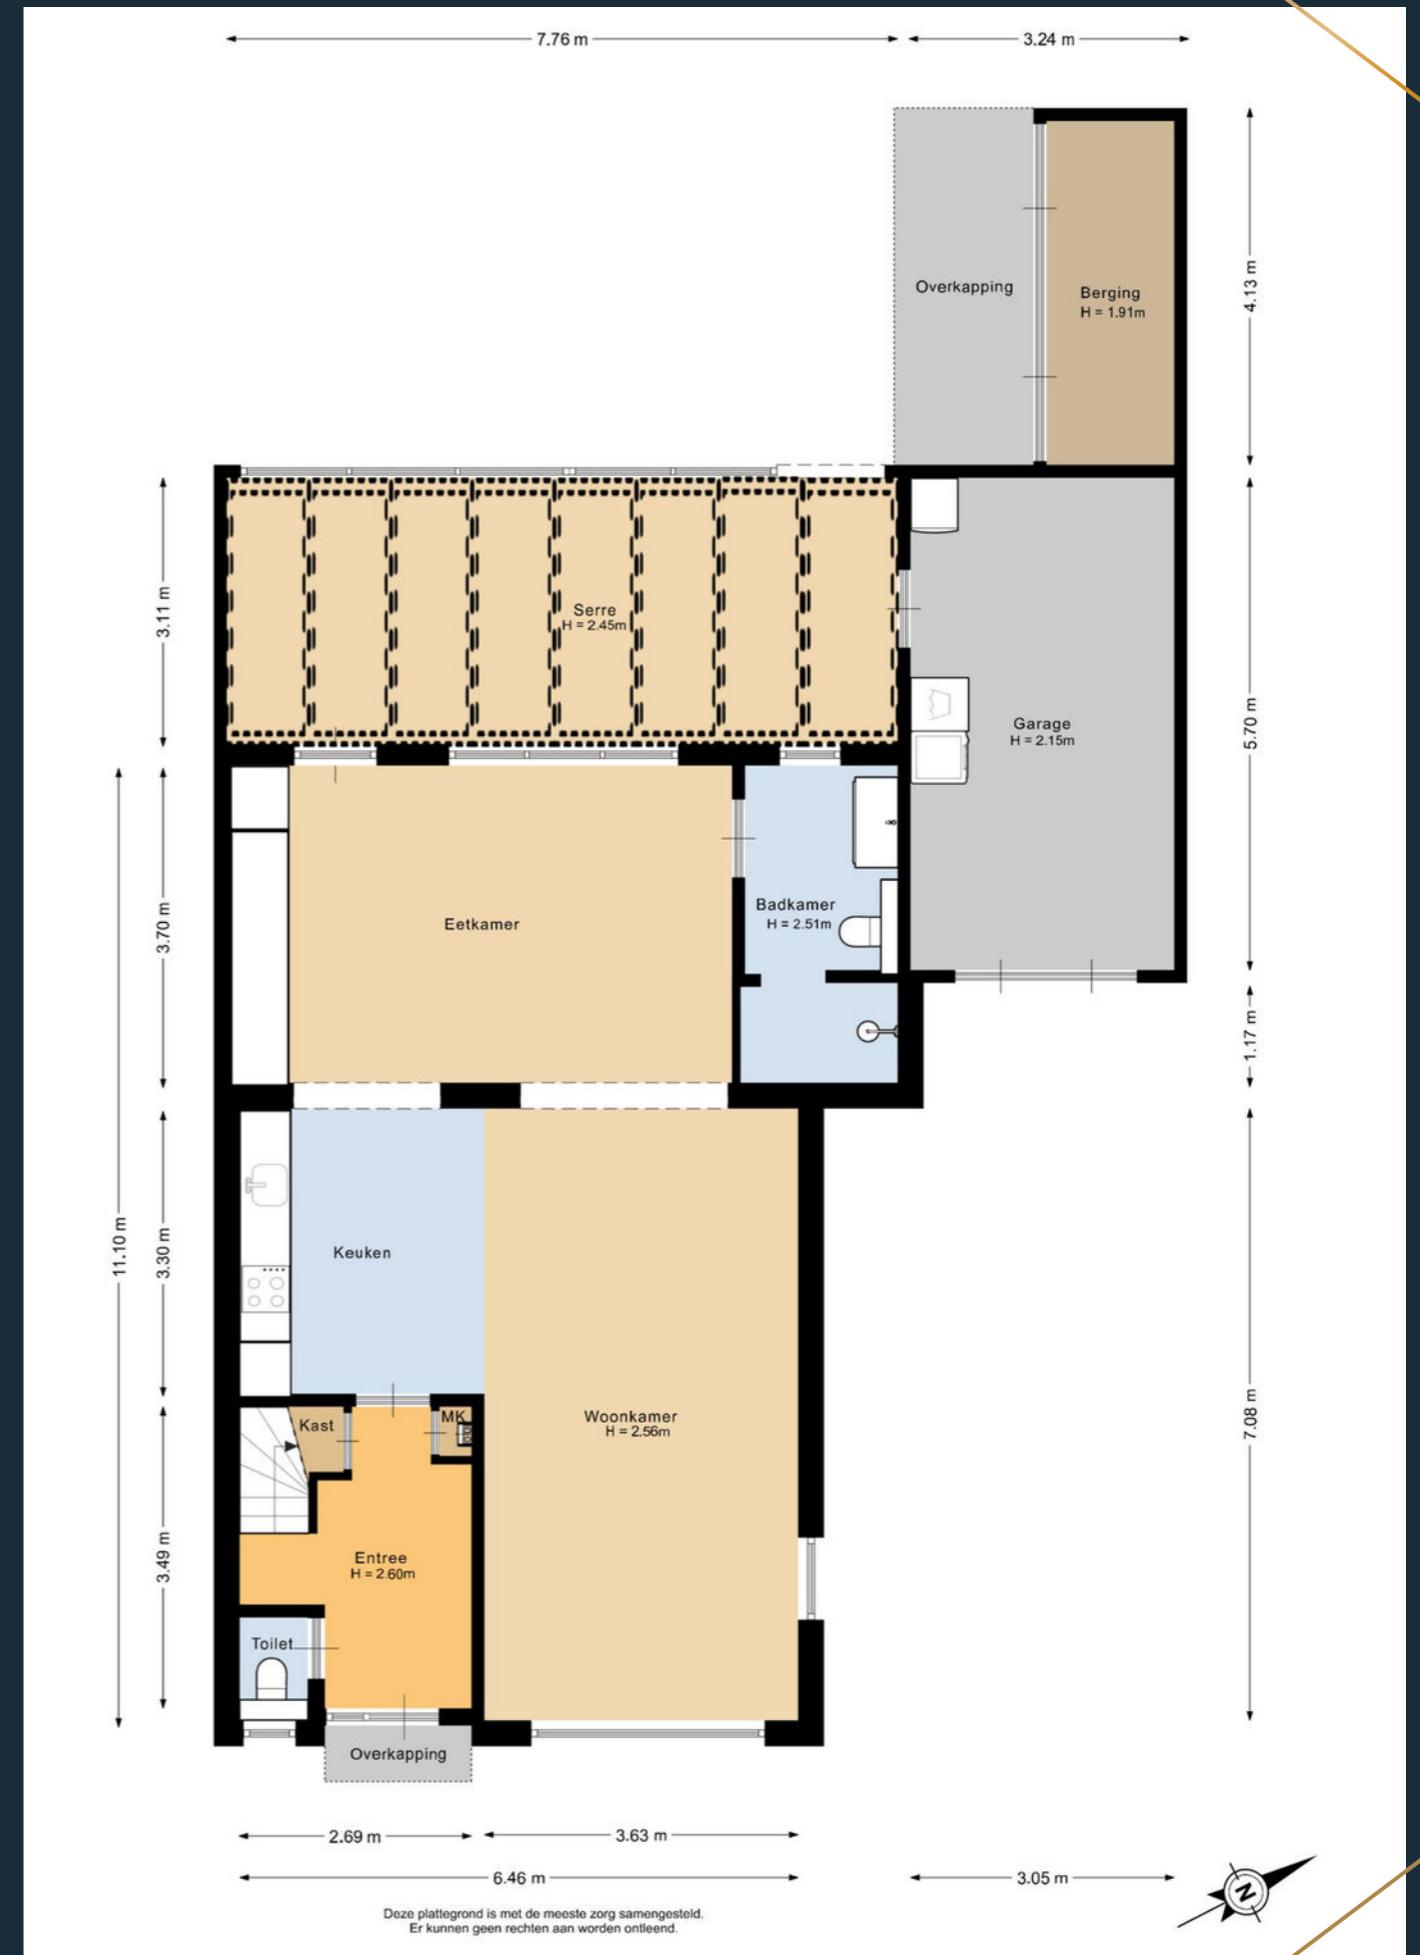 7.76 m
3.24 m
Overkapping
Berging
H = 1.91m
4.13 m
Serre
H = 2.45m
3.11 m
Garage
H = 2.15m
5.70 m
Eetkamer
Badkamer
H = 2.51m
3.70 m
1.17 m
Keuken
3.30 m
11.10 m
Kast
MK
Woonkamer
H = 2.56m
7.08 m
Entree
H = 2.60m
3.49 m
Toilet
Overkapping
2.69 m
3.63 m
6.46 m
3.05 m
N
Deze plattegrond is met de meeste zorg samengesteld.
Er kunnen geen rechten aan worden ontleend.